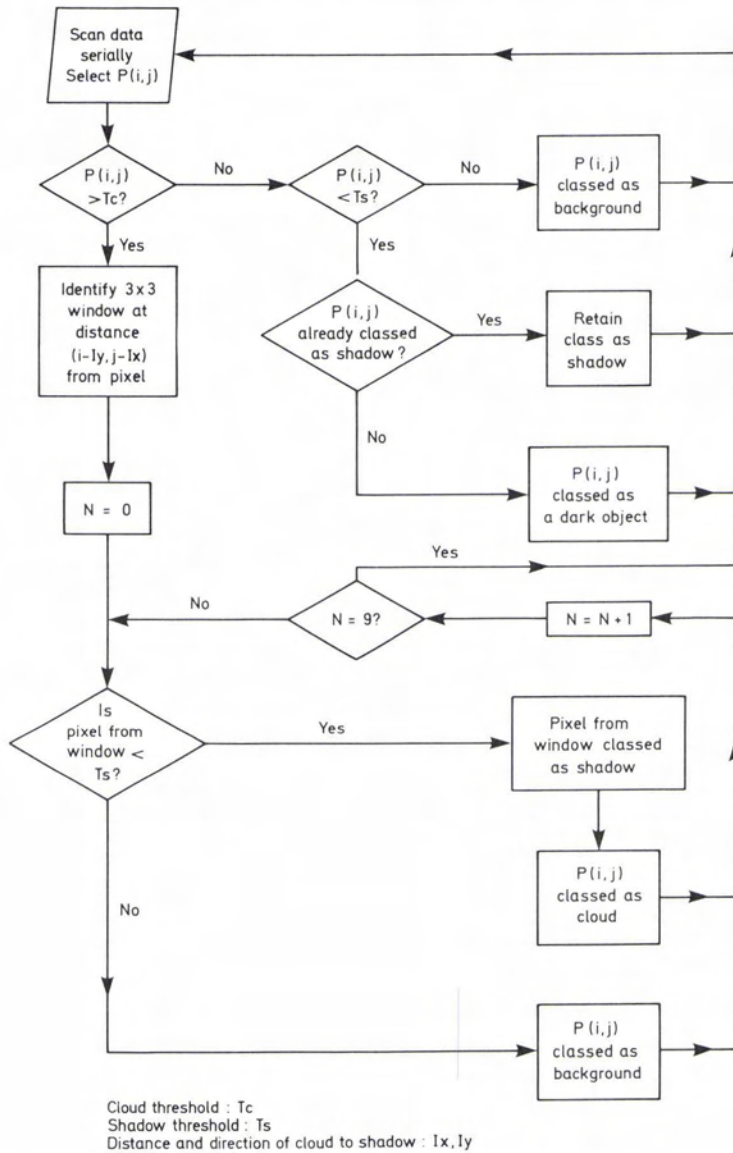 Scan data
serially
Select P(i,j)
P(i,j)
>Tc?
No
P(i,j)
<Ts?
No
P(i,j)
classed as
background
Yes
Yes
Identify 3x3
window at
distance
(i-Iy,j-Ix)
from pixel
P(i,j)
already classed
as shadow?
Yes
Retain
class as
shadow
No
P(i,j)
classed as
a dark object
N = 0
Yes
No
N = 9?
N = N+1
Is
pixel from
window <
Ts?
Yes
Pixel from
window classed
as shadow
P(i,j)
classed as
cloud
No
P(i,j)
classed as
background
Cloud threshold : Tc
Shadow threshold : Ts
Distance and direction of cloud to shadow : Ix,Iy